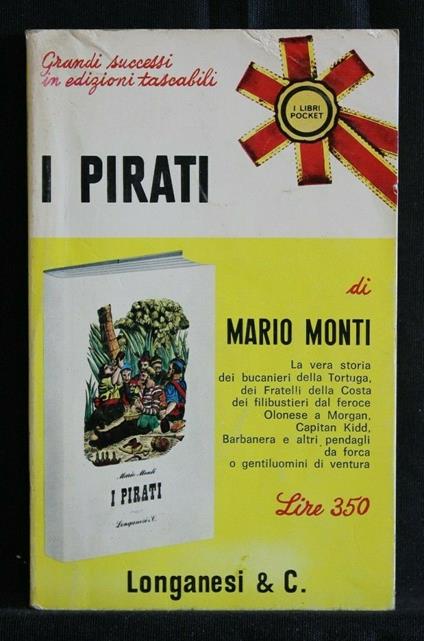 Grandi successi
in edizioni tascabili
I LIBRI
POCKET
I PIRATI
di
MARIO MONTI
La vera storia
dei bucanieri della Tortuga,
dei Fratelli della Costa
dei filibustieri dal feroce
Olonese a Morgan,
Capitan Kidd,
Barbanera e altri pendagli
da forca
o gentiluomini di ventura
Mario Monti
I PIRATI
Longanesi & C.
Lire 350
Longanesi & C.